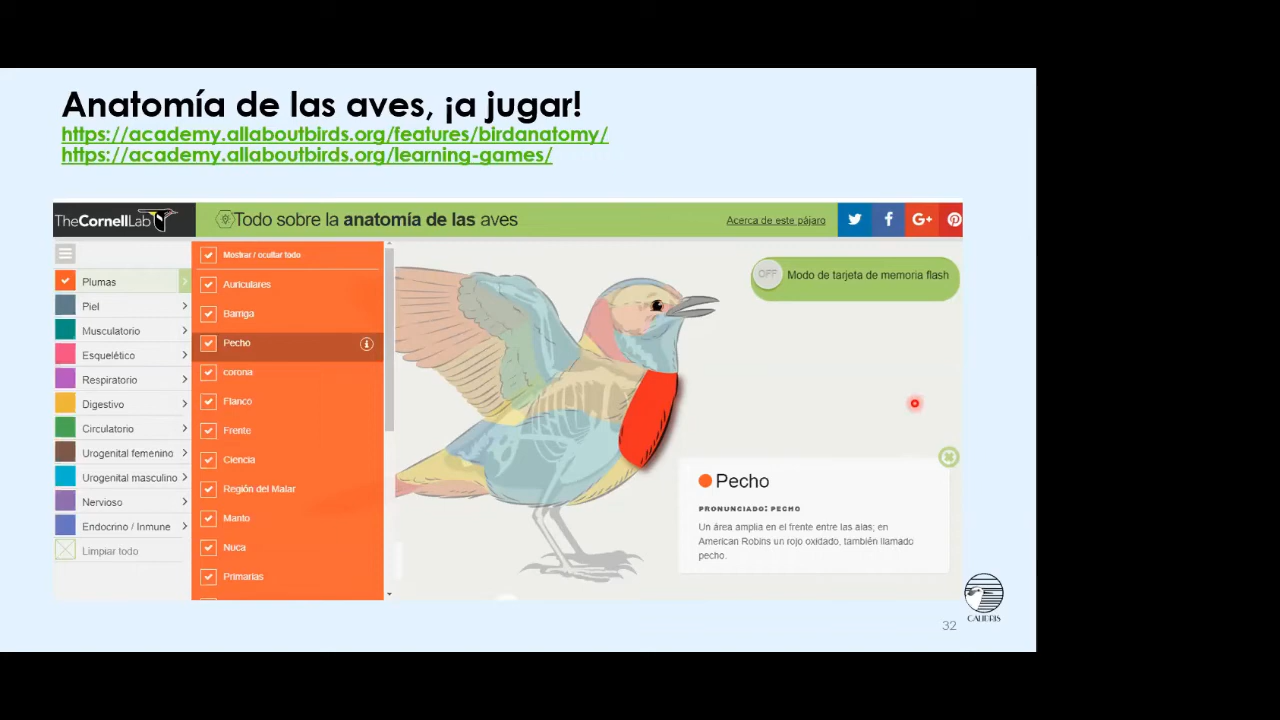 Anatomía de las aves, ¡a jugar!
https://academy.allaboutbirds.org/features/birdanatomy/
https://academy.allaboutbirds.org/learning-games/
TheCornellLab
Todo sobre la anatomía de las aves
Acerca de este pájaro
G+
Plumas
Piel
Musculatorio
Esquelético
Respiratorio
Digestivo
Circulatorio
Urogenital femenino
Urogenital masculino
Nervioso
Endocrino / Inmune
Limpiar todo
Mostrar / ocultar todo
Auriculares
Barriga
Pecho
corona
Flanco
Frente
Ciencia
Región del Malar
Manto
Nuca
Primarias
OFF
Modo de tarjeta de memoria flash
Pecho
PRONUNCIADO: PECHO
Un área amplia en el frente entre las alas; en
American Robins un rojo oxidado, también llamado
pecho.
CALIDRIS
32